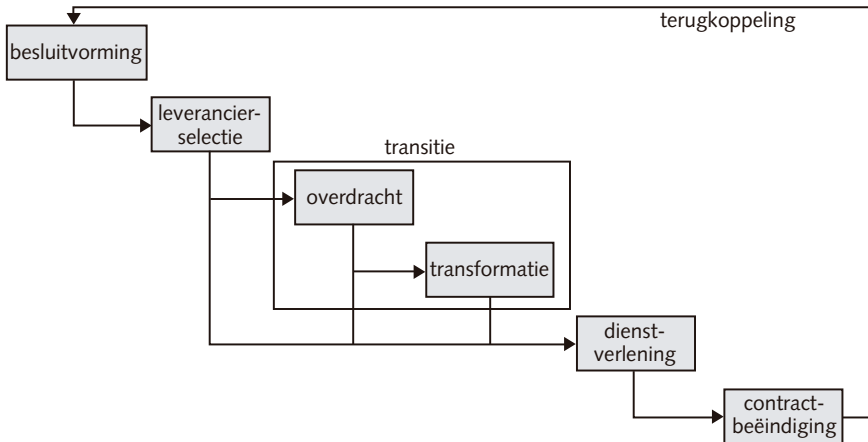 terugkoppeling
besluitvorming
leverancier-
selectie
transitie
overdracht
transformatie
dienst-
verlening
contract-
beëindiging